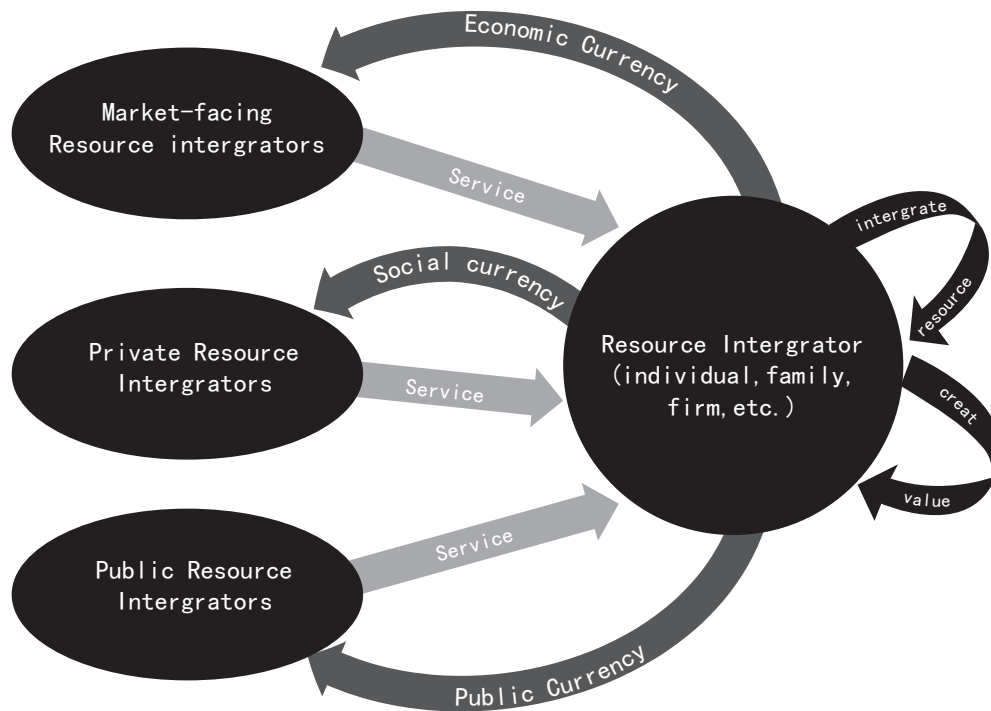 Economic Currency
Market-facing
Resource intergrators
Service
intergrate
resource
Social currency
Private Resource
Intergrators
Service
Resource Intergrator
(individual,family,
firm,etc.)
creat
value
Public Resource
Intergrators
Service
Public Currency